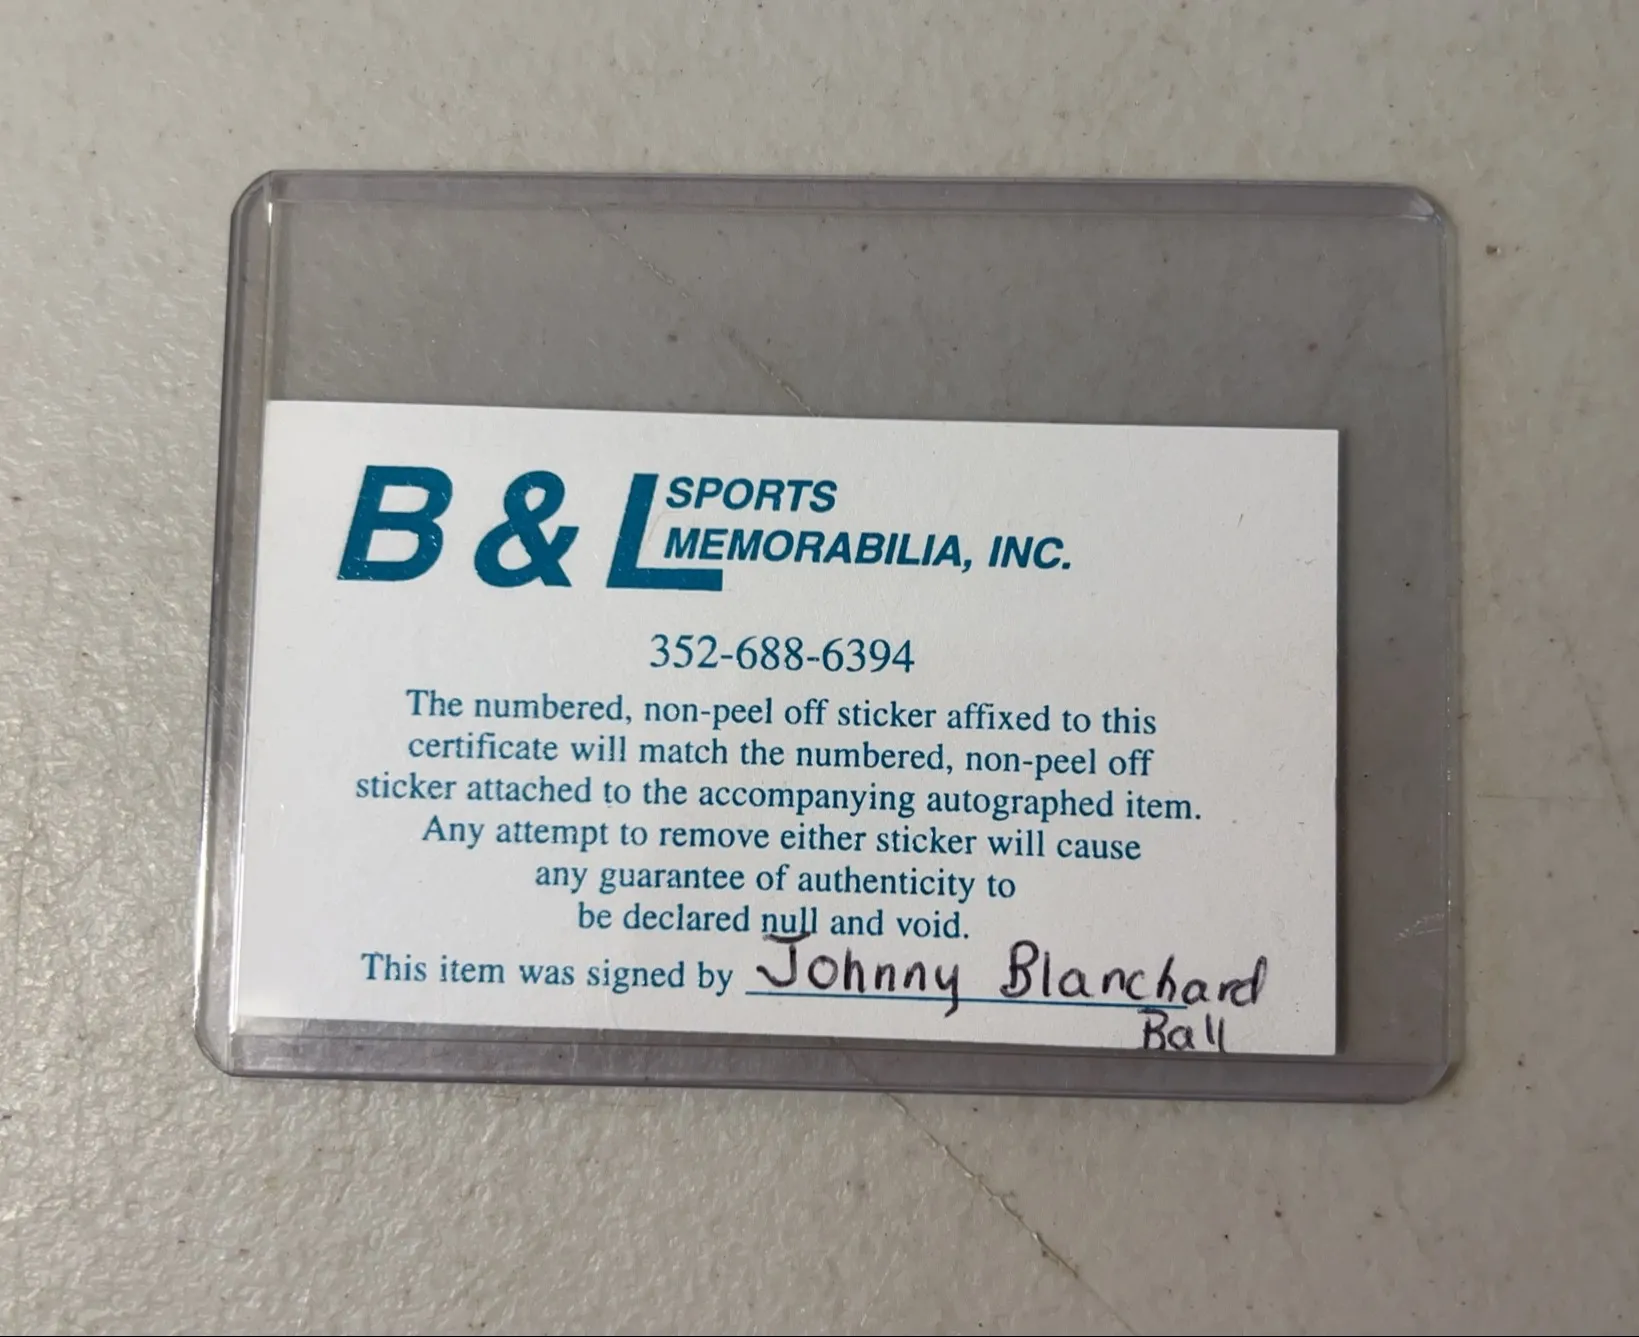 B & L SPORTS
MEMORABILIA, INC.
352-688-6394
The numbered, non-peel off sticker affixed to this
certificate will match the numbered, non-peel off
sticker attached to the accompanying autographed item.
Any attempt to remove either sticker will cause
any guarantee of authenticity to
be declared null and void.
This item was signed by Johnny Blanchard
Ball